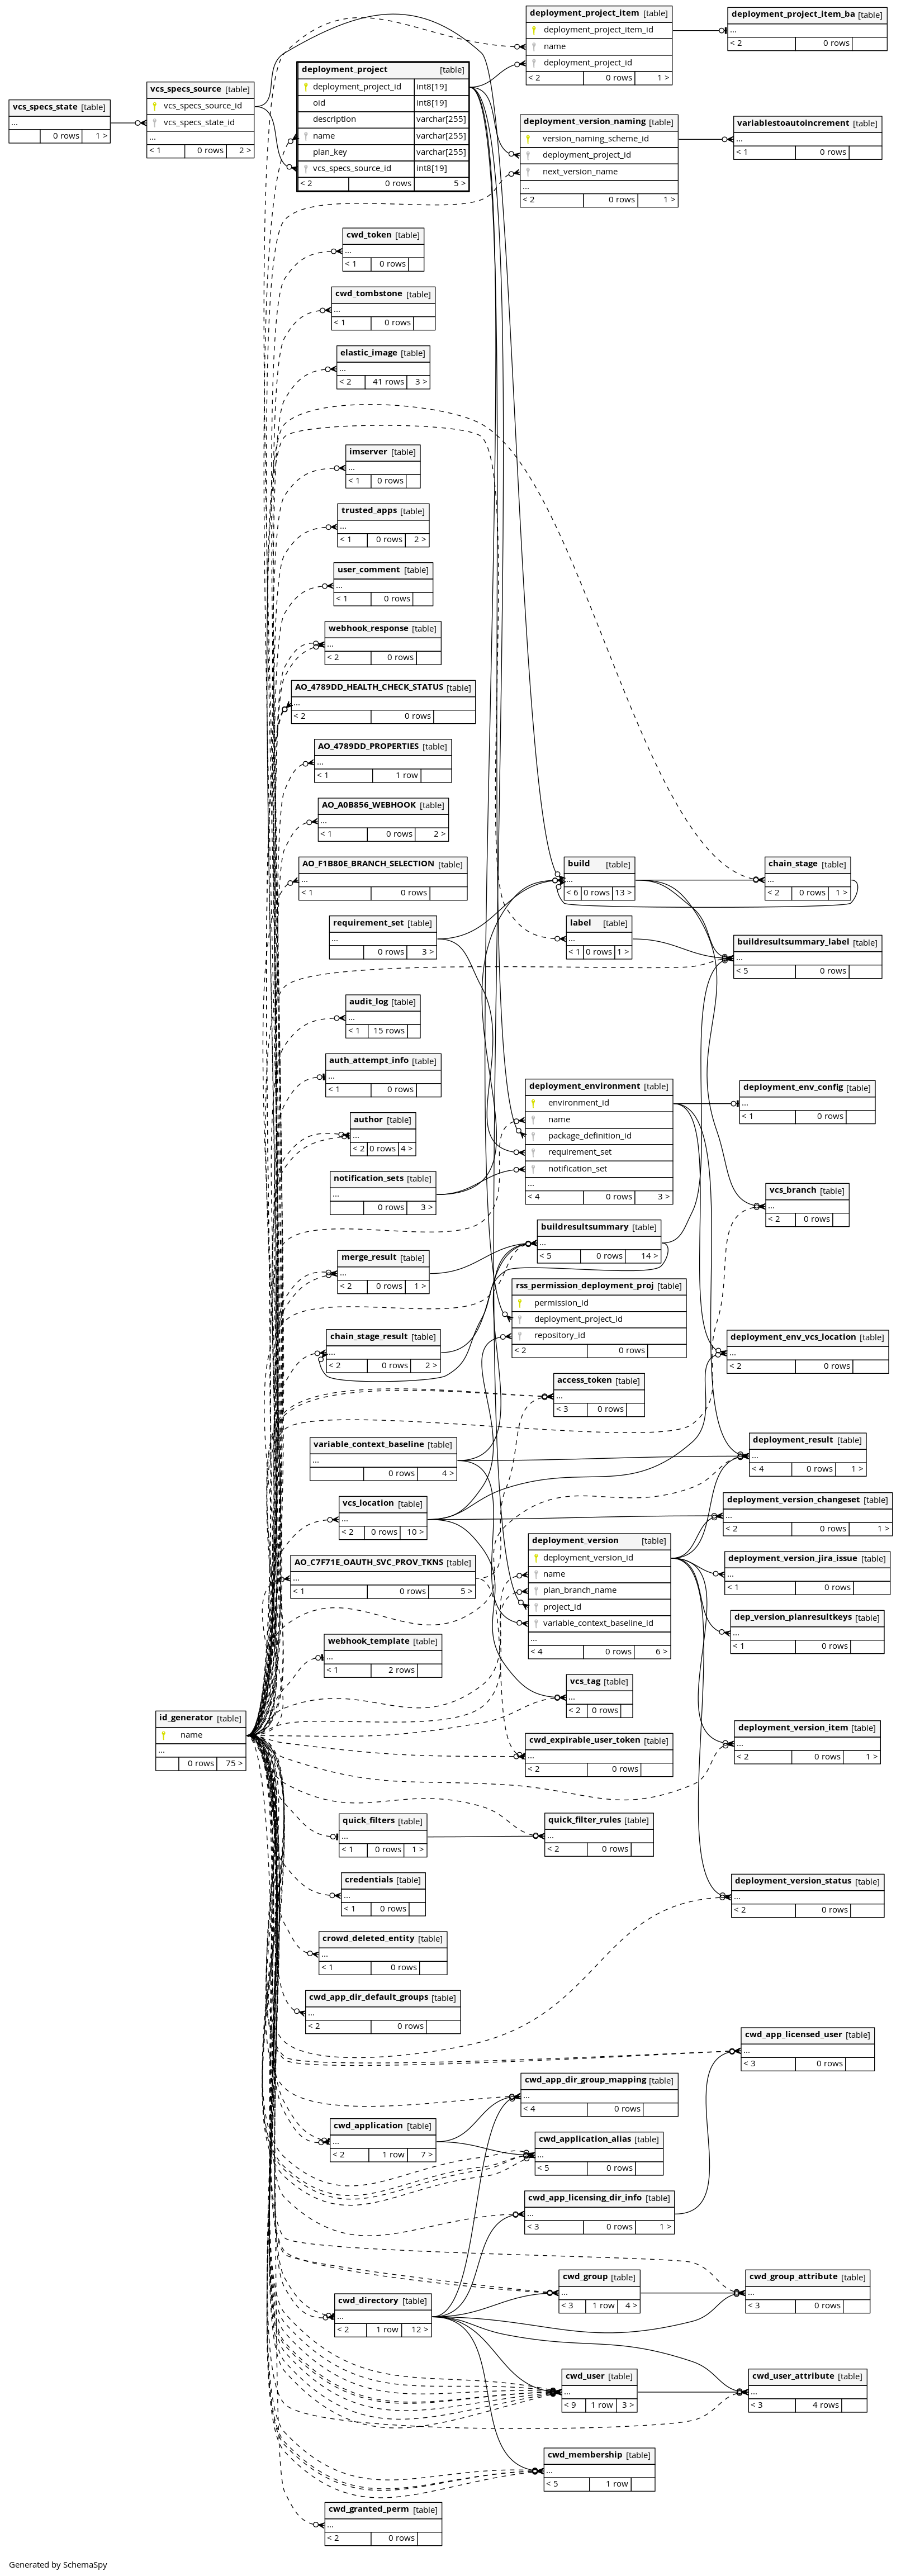 deployment_project_item [table]
deployment_project_item_id
name
deployment_project_id
< 2 0 rows 1 >
deployment_project_item_ba [table]
...
< 2 0 rows
deployment_project [table]
deployment_project_id int8[19]
oid int8[19]
description varchar[255]
name varchar[255]
plan_key varchar[255]
vcs_specs_source_id int8[19]
< 2 0 rows 5 >
vcs_specs_source [table]
vcs_specs_source_id
vcs_specs_state_id
...
< 1 0 rows 2 >
vcs_specs_state [table]
...
0 rows 1 >
deployment_version_naming [table]
version_naming_scheme_id
deployment_project_id
next_version_name
...
< 2 0 rows 1 >
variablestoautoincrement [table]
...
< 1 0 rows
cwd_token [table]
...
< 1 0 rows
cwd_tombstone [table]
...
< 1 0 rows
elastic_image [table]
...
< 2 41 rows 3 >
imserver [table]
...
< 1 0 rows
trusted_apps [table]
...
< 1 0 rows 2 >
user_comment [table]
...
< 1 0 rows
webhook_response [table]
...
< 2 0 rows
AO_4789DD_HEALTH_CHECK_STATUS [table]
...
< 2 0 rows
AO_4789DD_PROPERTIES [table]
...
< 1 1 row
AO_A0B856_WEBHOOK [table]
...
< 1 0 rows 2 >
AO_F1B80E_BRANCH_SELECTION [table]
...
< 1 0 rows
build [table]
...
< 6 0 rows 13 >
chain_stage [table]
...
< 2 0 rows 1 >
requirement_set [table]
...
0 rows 3 >
label [table]
...
< 1 0 rows 1 >
buildresultsummary_label [table]
...
< 5 0 rows
audit_log [table]
...
< 1 15 rows
auth_attempt_info [table]
...
< 1 0 rows
deployment_environment [table]
environment_id
name
package_definition_id
requirement_set
notification_set
...
< 4 0 rows 3 >
deployment_env_config [table]
...
< 1 0 rows
author [table]
...
< 2 0 rows 4 >
notification_sets [table]
...
0 rows 3 >
vcs_branch [table]
...
< 2 0 rows
buildresultsummary [table]
...
< 5 0 rows 14 >
merge_result [table]
...
< 2 0 rows 1 >
rss_permission_deployment_proj [table]
permission_id
deployment_project_id
repository_id
< 2 0 rows
chain_stage_result [table]
...
< 2 0 rows 2 >
deployment_env_vcs_location [table]
...
< 2 0 rows
access_token [table]
...
< 3 0 rows
variable_context_baseline [table]
...
0 rows 4 >
deployment_result [table]
...
< 4 0 rows 1 >
vcs_location [table]
...
< 2 0 rows 10 >
deployment_version_changeset [table]
...
< 2 0 rows 1 >
AO_C7F71E_OAUTH_SVC_PROV_TKNS [table]
...
< 1 0 rows 5 >
deployment_version [table]
deployment_version_id
name
plan_branch_name
project_id
variable_context_baseline_id
...
< 4 0 rows 6 >
deployment_version_jira_issue [table]
...
< 1 0 rows
dep_version_planresultkeys [table]
...
< 1 0 rows
webhook_template [table]
...
< 1 2 rows
vcs_tag [table]
...
< 2 0 rows
id_generator [table]
name
...
0 rows 75 >
cwd_expirable_user_token [table]
...
< 2 0 rows
deployment_version_item [table]
...
< 2 0 rows 1 >
quick_filters [table]
...
< 1 0 rows 1 >
quick_filter_rules [table]
...
< 2 0 rows
credentials [table]
...
< 1 0 rows
deployment_version_status [table]
...
< 2 0 rows
crowd_deleted_entity [table]
...
< 1 0 rows
cwd_app_dir_default_groups [table]
...
< 2 0 rows
cwd_app_licensed_user [table]
...
< 3 0 rows
cwd_app_dir_group_mapping [table]
...
< 4 0 rows
cwd_application [table]
...
< 2 1 row 7 >
cwd_application_alias [table]
...
< 5 0 rows
cwd_app_licensing_dir_info [table]
...
< 3 0 rows 1 >
cwd_group [table]
...
< 3 1 row 4 >
cwd_group_attribute [table]
...
< 3 0 rows
cwd_directory [table]
...
< 2 1 row 12 >
cwd_user [table]
...
< 9 1 row 3 >
cwd_user_attribute [table]
...
< 3 4 rows
cwd_membership [table]
...
< 5 1 row
cwd_granted_perm [table]
...
< 2 0 rows
Generated by SchemaSpy